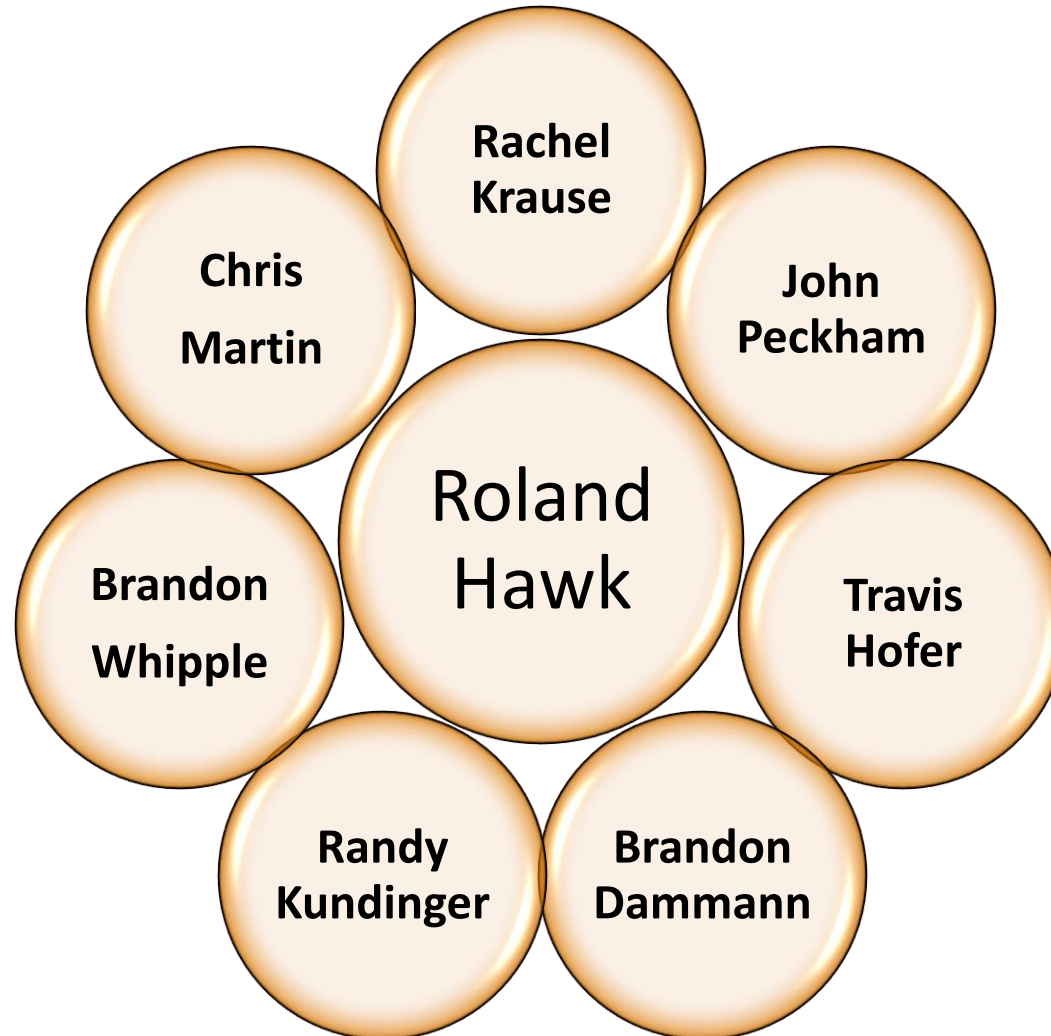 Rachel
Krause
Chris
Martin
John
Peckham
Roland
Hawk
Brandon
Whipple
Travis
Hofer
Randy
Kundinger
Brandon
Dammann